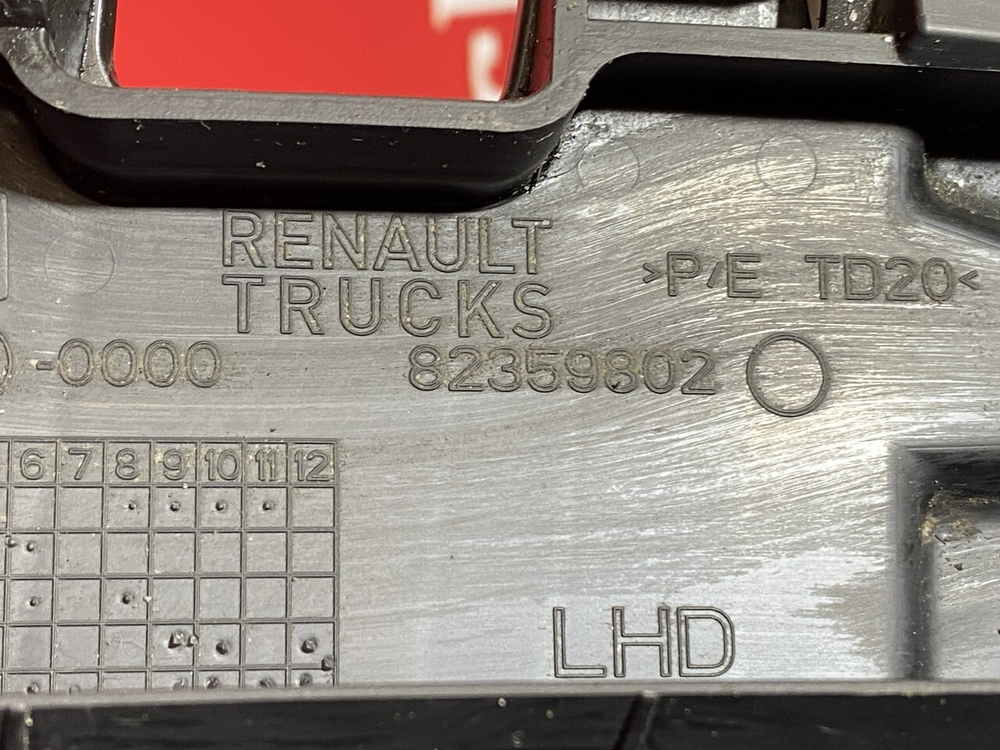 RENAULT
TRUCKS
>P/E TD20<
-0000
82359802
6 7 8 9 10 11 12
LHD